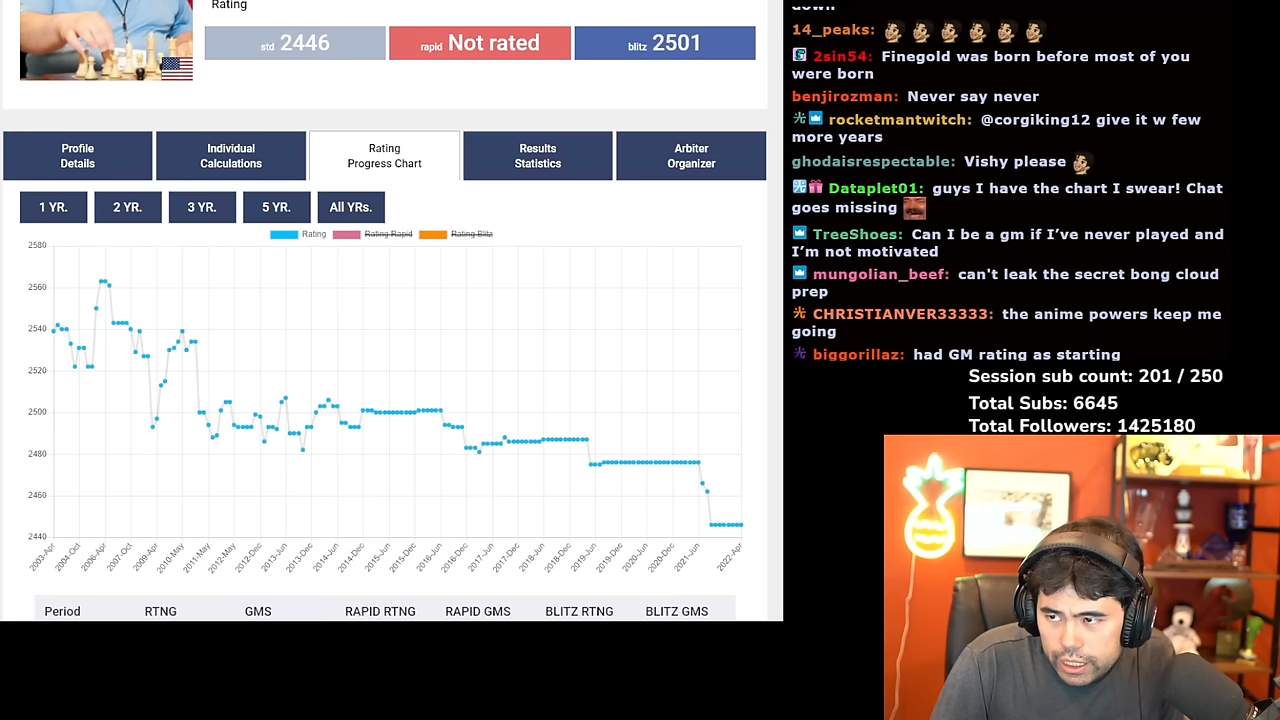 Rating
std 2446
rapid Not rated
blitz 2501
Profile
Details
Individual
Calculations
Rating
Progress Chart
Results
Statistics
Arbiter
Organizer
1 YR.
2 YR.
3 YR.
5 YR.
All YRs.
Rating
Rating Rapid
Rating Blitz
2580
2560
2540
2520
2500
2480
2460
2440
2003-Apr
2004-Oct
2006-Apr
2007-Oct
2009-Apr
2010-May
2011-May
2012-May
2012-Dec
2013-Jun
2013-Dec
2014-Jun
2014-Dec
2015-Jun
2015-Dec
2016-Jun
2016-Dec
2017-Jun
2017-Dec
2018-Jun
2018-Dec
2019-Jun
2019-Dec
2020-Jun
2020-Dec
2021-Jun
2022-Apr
Period
RTNG
GMS
RAPID RTNG
RAPID GMS
BLITZ RTNG
BLITZ GMS
down
14_peaks:
2sin54: Finegold was born before most of you
were born
benjirozman: Never say never
rocketmantwitch: @corgiking12 give it w few
more years
ghodaisrespectable: Vishy please
Dataplet01: guys I have the chart I swear! Chat
goes missing
TreeShoes: Can I be a gm if I've never played and
I'm not motivated
mungolian_beef: can't leak the secret bong cloud
prep
CHRISTIANVER33333: the anime powers keep me
going
biggorillaz: had GM rating as starting
Session sub count: 201 / 250
Total Subs: 6645
Total Followers: 1425180